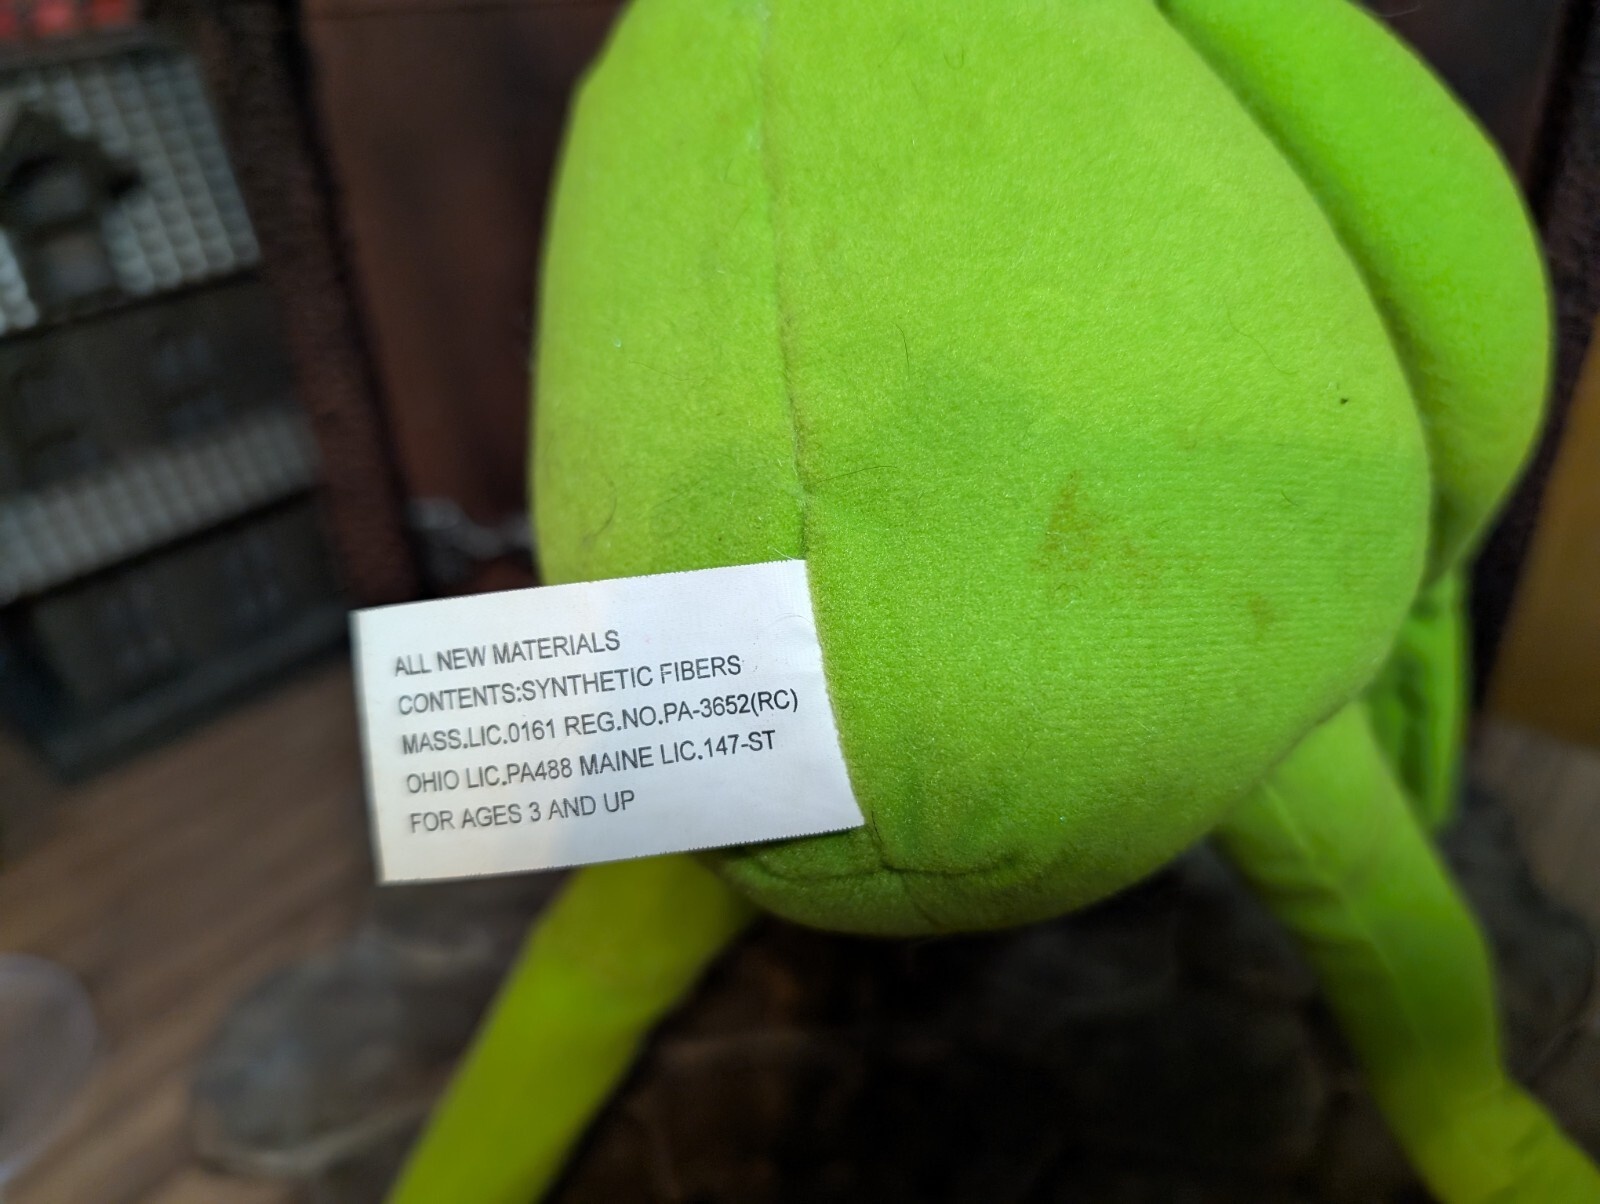 ALL NEW MATERIALS
CONTENTS:SYNTHETIC FIBERS
MASS.LIC.0161 REG.NO.PA-3652(RC)
OHIO LIC.PA488 MAINE LIC.147-ST
FOR AGES 3 AND UP